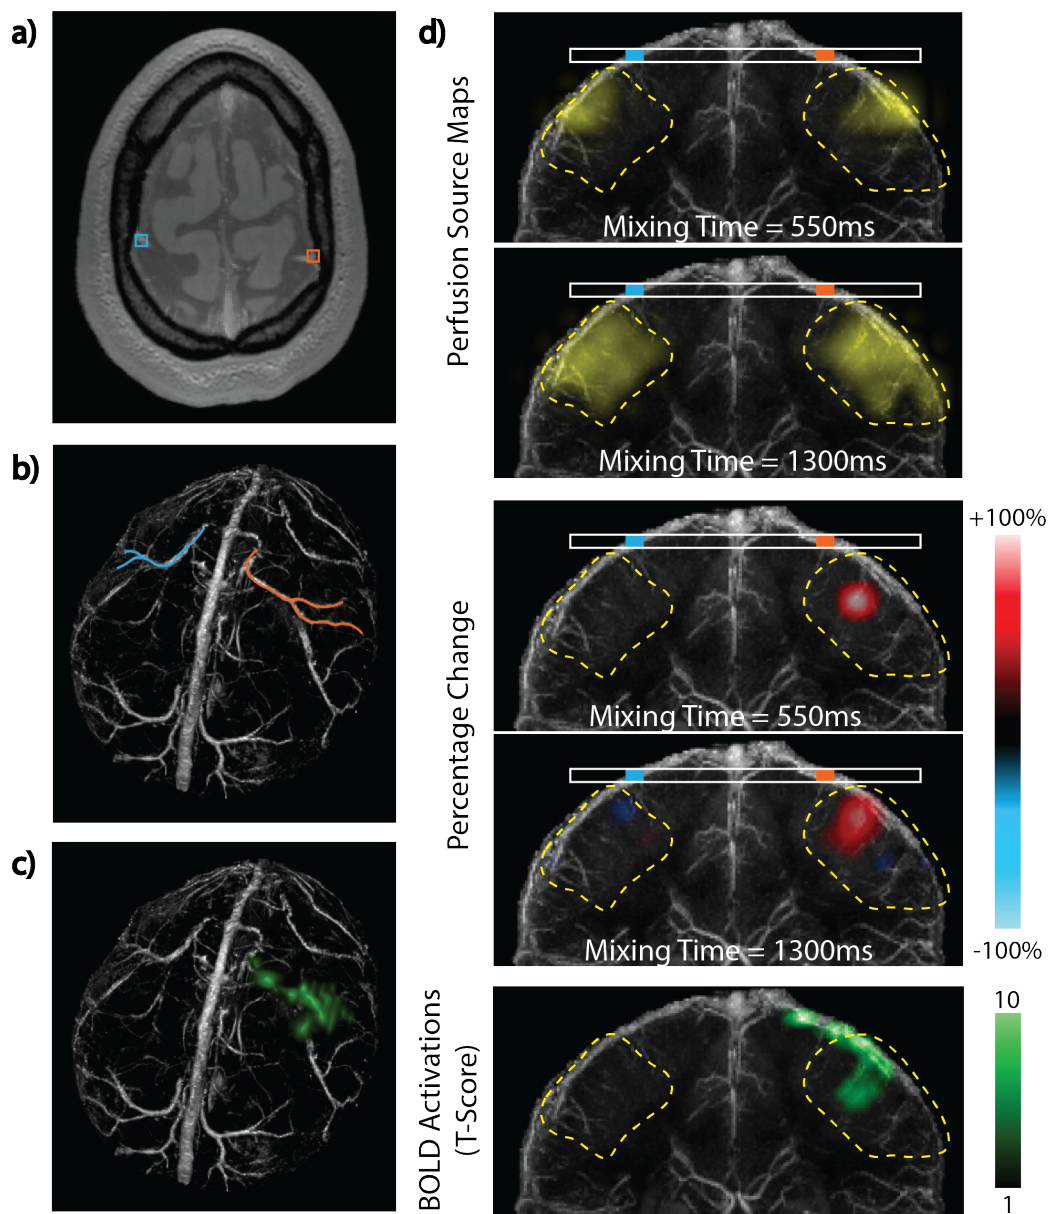 a)
b)
c)
d)
Perfusion Source Maps
Mixing Time = 550ms
Mixing Time = 1300ms
Percentage Change
Mixing Time = 550ms
Mixing Time = 1300ms
+100%
-100%
BOLD Activations
(T-Score)
10
1